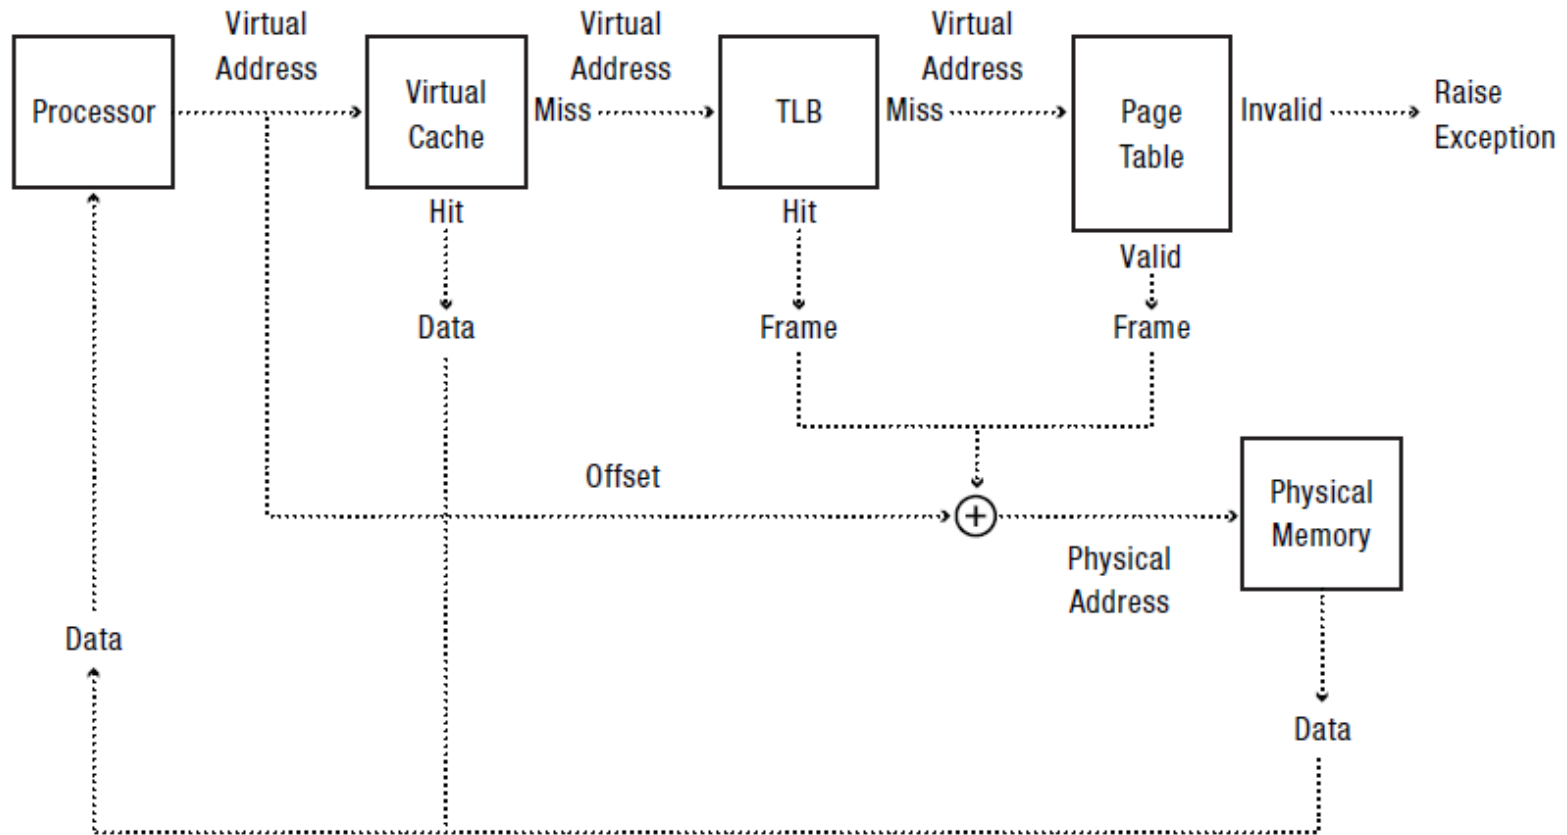 Virtual
Address
Virtual
Address
Virtual
Address
Processor
Virtual
Cache
Miss
TLB
Miss
Page
Table
Invalid
Raise
Exception
Hit
Hit
Valid
Data
Frame
Frame
Offset
+
Physical
Memory
Physical
Address
Data
Data